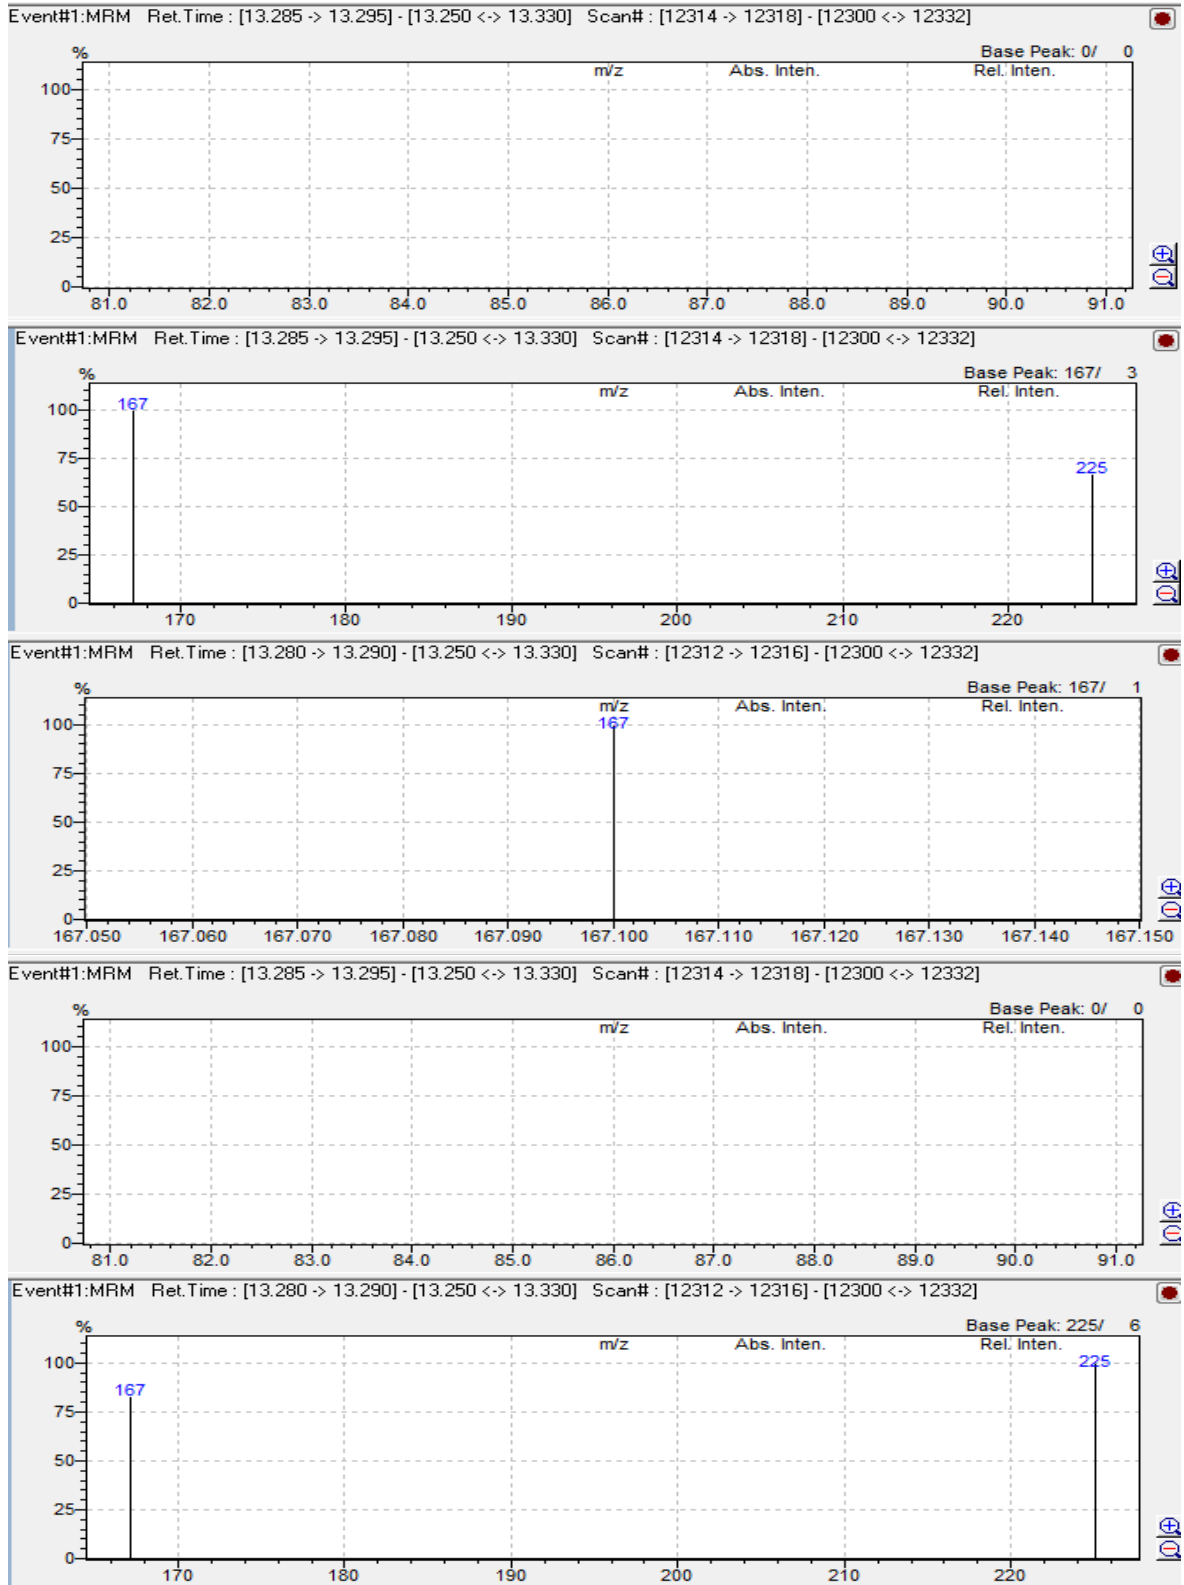 Event#1:MRM Ret.Time : [13.285 -> 13.295] - [13.250 <-> 13.330] Scan# : [12314 -> 12318] - [12300 <-> 12332]
% Base Peak: 0/ 0
m/z Abs. Inten. Rel. Inten.
100
75
50
25
0
81.0 82.0 83.0 84.0 85.0 86.0 87.0 88.0 89.0 90.0 91.0
Event#1:MRM Ret.Time : [13.285 -> 13.295] - [13.250 <-> 13.330] Scan# : [12314 -> 12318] - [12300 <-> 12332]
% Base Peak: 167/ 3
m/z Abs. Inten. Rel. Inten.
100 167
75
225
50
25
0
170 180 190 200 210 220
Event#1:MRM Ret.Time : [13.280 -> 13.290] - [13.250 <-> 13.330] Scan# : [12312 -> 12316] - [12300 <-> 12332]
% Base Peak: 167/ 1
m/z Abs. Inten. Rel. Inten.
100 167
75
50
25
0
167.050 167.060 167.070 167.080 167.090 167.100 167.110 167.120 167.130 167.140 167.150
Event#1:MRM Ret.Time : [13.285 -> 13.295] - [13.250 <-> 13.330] Scan# : [12314 -> 12318] - [12300 <-> 12332]
% Base Peak: 0/ 0
m/z Abs. Inten. Rel. Inten.
100
75
50
25
0
81.0 82.0 83.0 84.0 85.0 86.0 87.0 88.0 89.0 90.0 91.0
Event#1:MRM Ret.Time : [13.280 -> 13.290] - [13.250 <-> 13.330] Scan# : [12312 -> 12316] - [12300 <-> 12332]
% Base Peak: 225/ 6
m/z Abs. Inten. Rel. Inten.
100 225
167
75
50
25
0
170 180 190 200 210 220